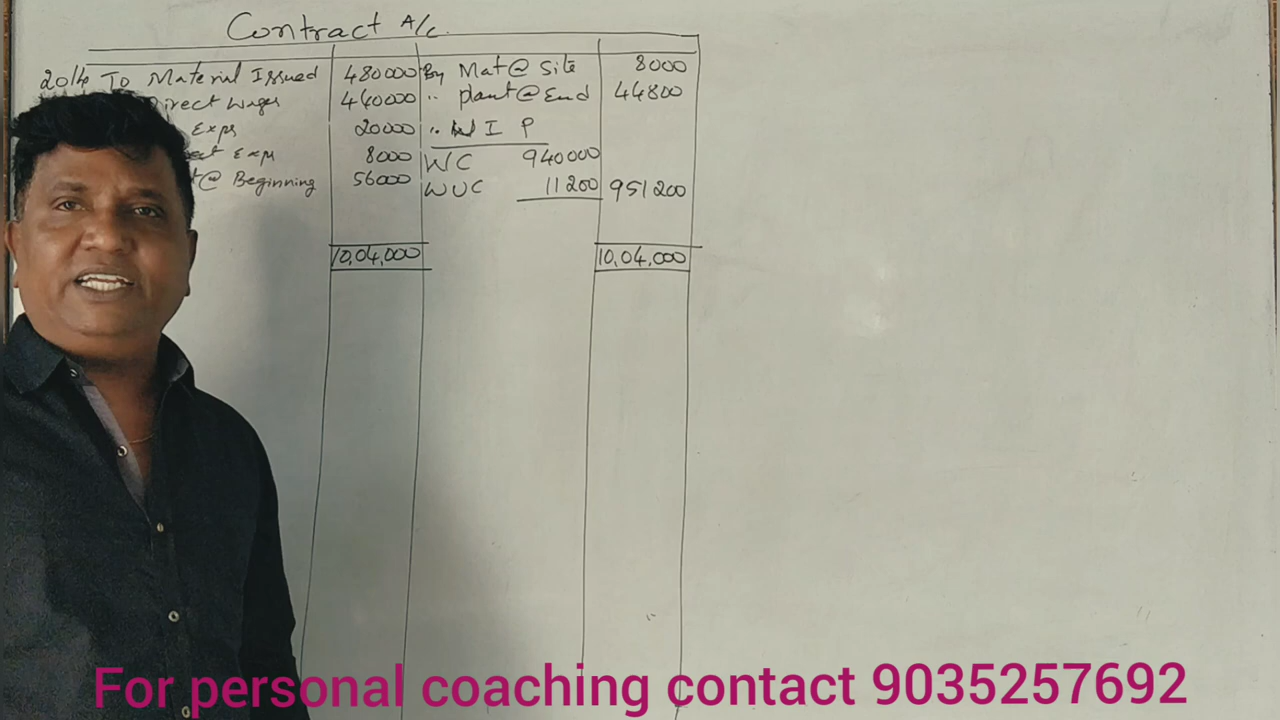 Contract A/c.
2014 To Material Issued 480000 By Mat@ Site 8000
Direct Wages 440000 " plant@End 44800
Exps 20000 " I P
Exps 8000 WC 940000
@ Beginning 56000 WUC 11200 951200
10,04,000 10,04,000
For personal coaching contact 9035257692